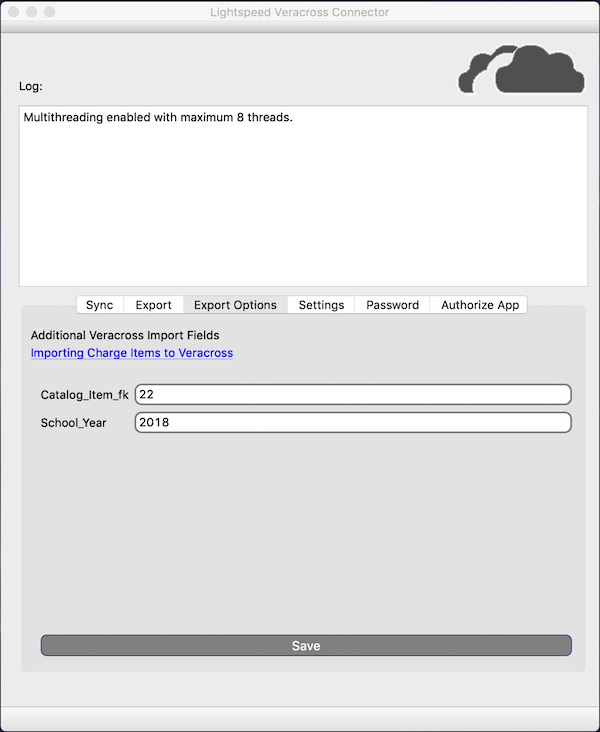 Lightspeed Veracross Connector
Log:
Multithreading enabled with maximum 8 threads.
Sync Export Export Options Settings Password Authorize App
Additional Veracross Import Fields
Importing Charge Items to Veracross
Catalog_Item_fk 22
School_Year 2018
Save